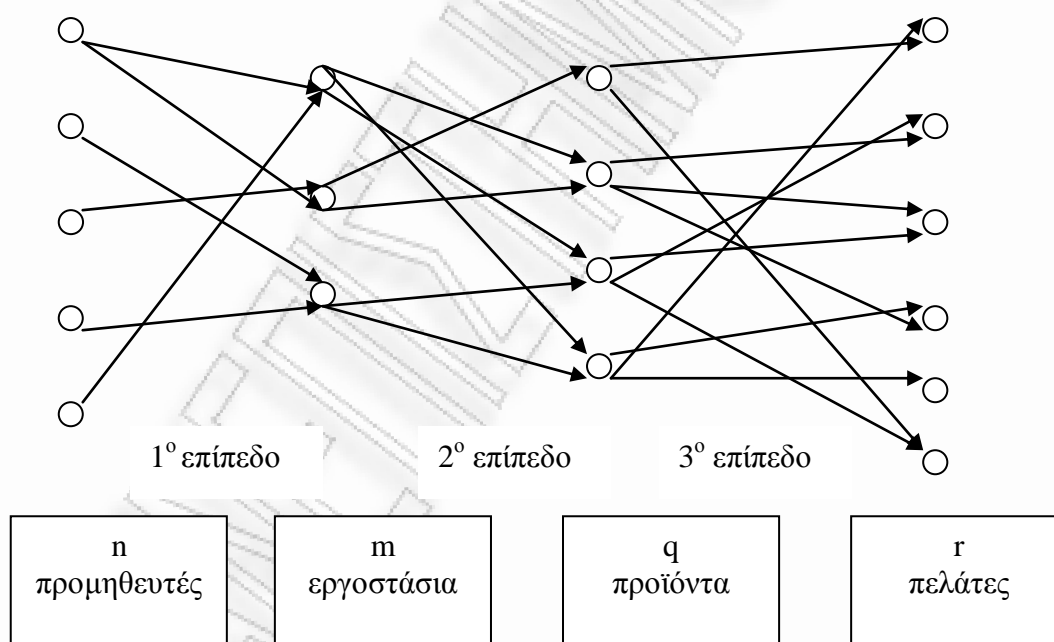 1ο επίπεδο
2ο επίπεδο
3ο επίπεδο
n
προμηθευτές
m
εργοστάσια
q
προϊόντα
r
πελάτες